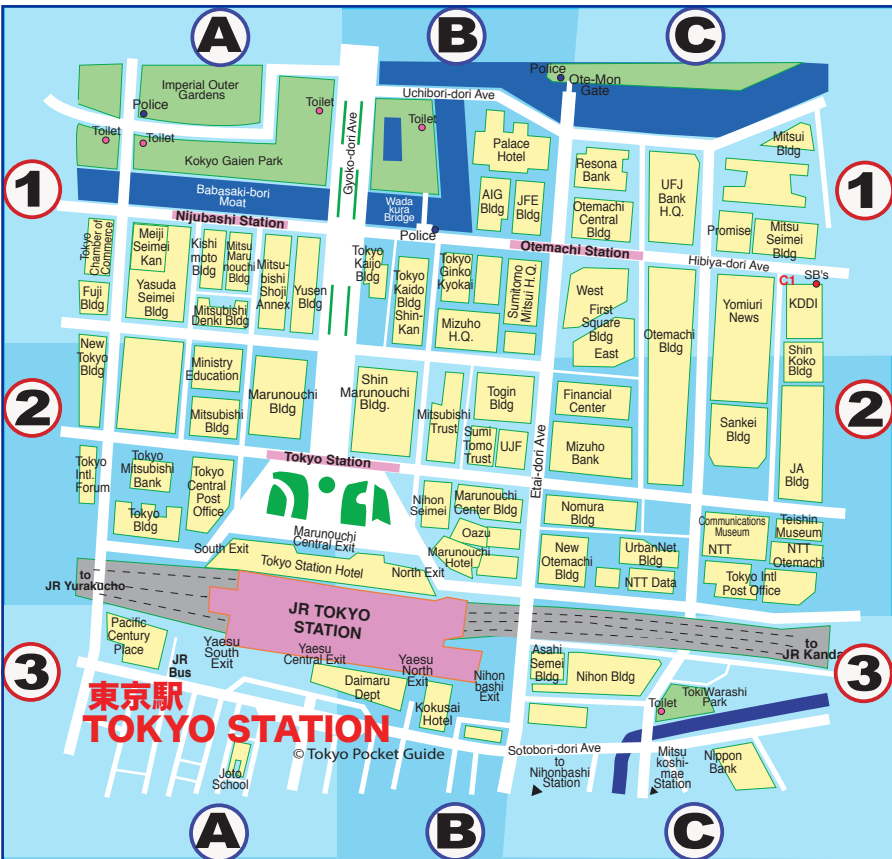 A
B
C
1
1
Imperial Outer
Gardens
Police
Toilet
Toilet
Toilet
Kokyo Gaien Park
Babasaki-bori
Moat
Nijubashi Station
Gyoko-dori Ave
Uchibori-dori Ave
Toilet
Wada
kura
Bridge
Police
Police
Ote-Mon
Gate
Palace
Hotel
AIG
Bldg
JFE
Bldg
Resona
Bank
Otemachi
Central
Bldg
UFJ
Bank
H.Q.
Mitsui
Bldg
Promise
Mitsu
Seimei
Bldg
Otemachi Station
Hibiya-dori Ave
C1
SB's
Tokyo
Chamber of
Commerce
Meiji
Seimei
Kan
Kishi
moto
Bldg
Mitsu
Maru
nouchi
Bldg
Mitsu-
bishi
Shoji
Annex
Yusen
Bldg
Fuji
Bldg
Yasuda
Seimei
Bldg
Mitsubishi
Denki Bldg
Tokyo
Kaijo
Bldg
Tokyo
Kaido
Bldg
Shin-
Kan
Tokyo
Ginko
Kyokai
Mizuho
H.Q.
Sumitomo
Mitsui H.Q.
West
First
Square
Bldg
East
Otemachi
Bldg
Yomiuri
News
KDDI
Shin
Koko
Bldg
2
2
New
Tokyo
Bldg
Ministry
Education
Mitsubishi
Bldg
Marunouchi
Bldg
Shin
Marunouchi
Bldg.
Mitsubishi
Trust
Togin
Bldg
Sumi
Tomo
Trust
UJF
Etai-dori Ave
Financial
Center
Mizuho
Bank
Sankei
Bldg
JA
Bldg
Tokyo Station
Tokyo
Intl.
Forum
Tokyo
Mitsubishi
Bank
Tokyo
Central
Post
Office
Tokyo
Bldg
Nihon
Seimei
Marunouchi
Center Bldg
Oazu
Marunouchi
Hotel
Nomura
Bldg
New
Otemachi
Bldg
UrbanNet
Bldg
NTT Data
Communications
Museum
NTT
Teishin
Museum
NTT
Otemachi
Tokyo Intl
Post Office
South Exit
Marunouchi
Central Exit
Tokyo Station Hotel
North Exit
to
JR Yurakucho
JR TOKYO
STATION
to
JR Kanda
3
3
Pacific
Century
Place
JR
Bus
Yaesu
South
Exit
Yaesu
Central Exit
Yaesu
North
Exit
Nihon
bashi
Exit
Daimaru
Dept
Kokusai
Hotel
Asahi
Semei
Bldg
Nihon Bldg
Toilet
TokiWarashi
Park
東京駅
TOKYO STATION
© Tokyo Pocket Guide
Joto
School
Sotobori-dori Ave
to
Nihonbashi
Station
Mitsu
koshi-
mae
Station
Nippon
Bank
A
B
C